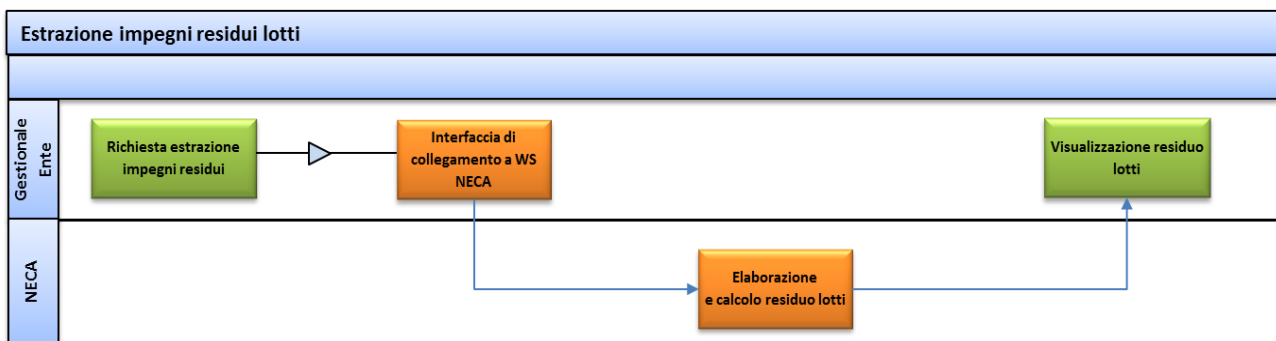 Estrazione impegni residui lotti
Gestionale
Ente
Richiesta estrazione
impegni residui
Interfaccia di
collegamento a WS
NECA
Visualizzazione residuo
lotti
NECA
Elaborazione
e calcolo residuo lotti